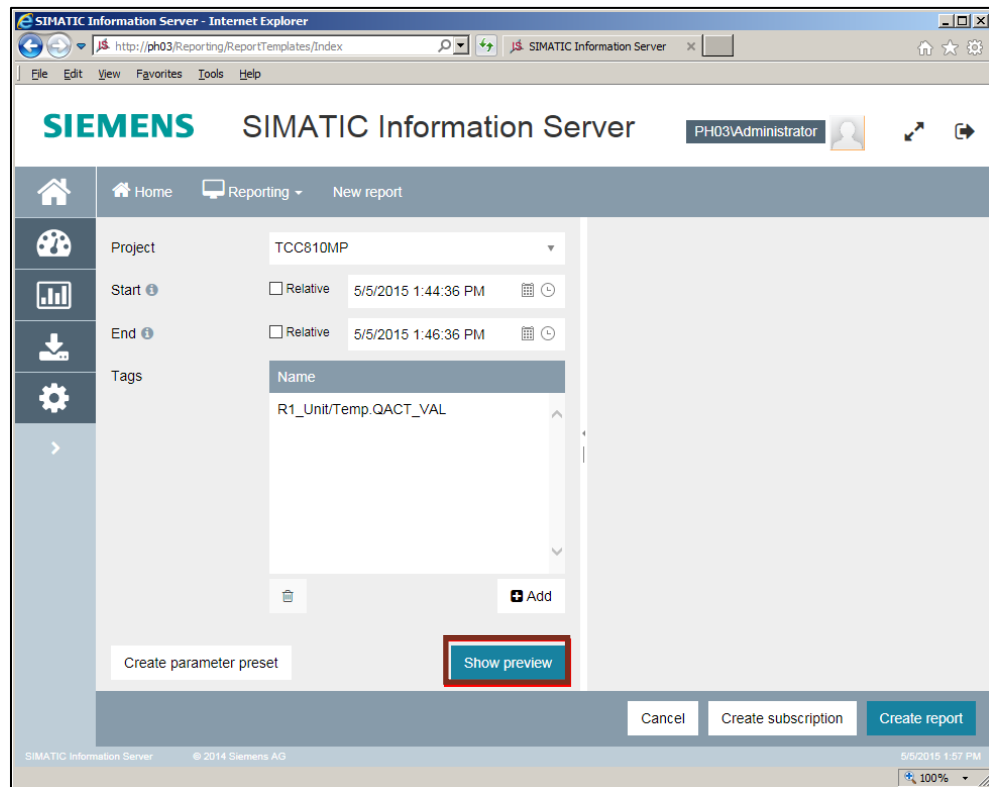 SIMATIC Information Server - Internet Explorer
http://ph03/Reporting/ReportTemplates/Index
SIMATIC Information Server
File Edit View Favorites Tools Help
SIEMENS SIMATIC Information Server PH03\Administrator
Home Reporting New report
Project TCC810MP
Start Relative 5/5/2015 1:44:36 PM
End Relative 5/5/2015 1:46:36 PM
Tags Name
R1_Unit/Temp.QACT_VAL
Add
Create parameter preset Show preview
Cancel Create subscription Create report
SIMATIC Information Server © 2014 Siemens AG 5/5/2015 1:57 PM
100%